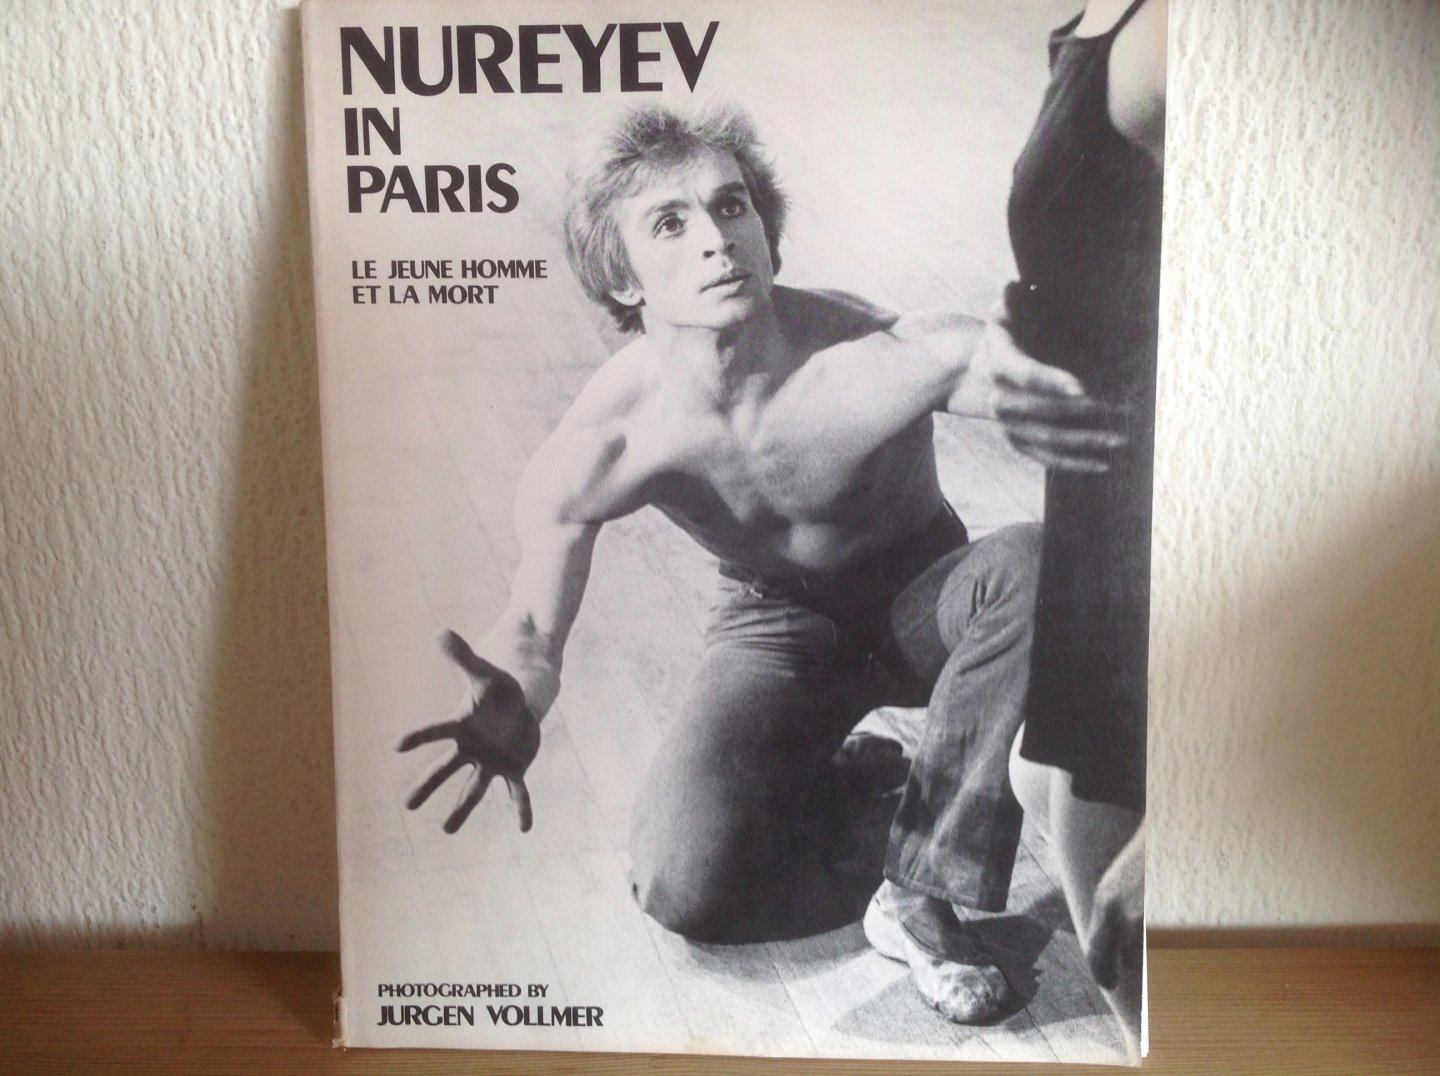 NUREYEV
IN
PARIS
LE JEUNE HOMME
ET LA MORT
PHOTOGRAPHED BY
JURGEN VOLLMER